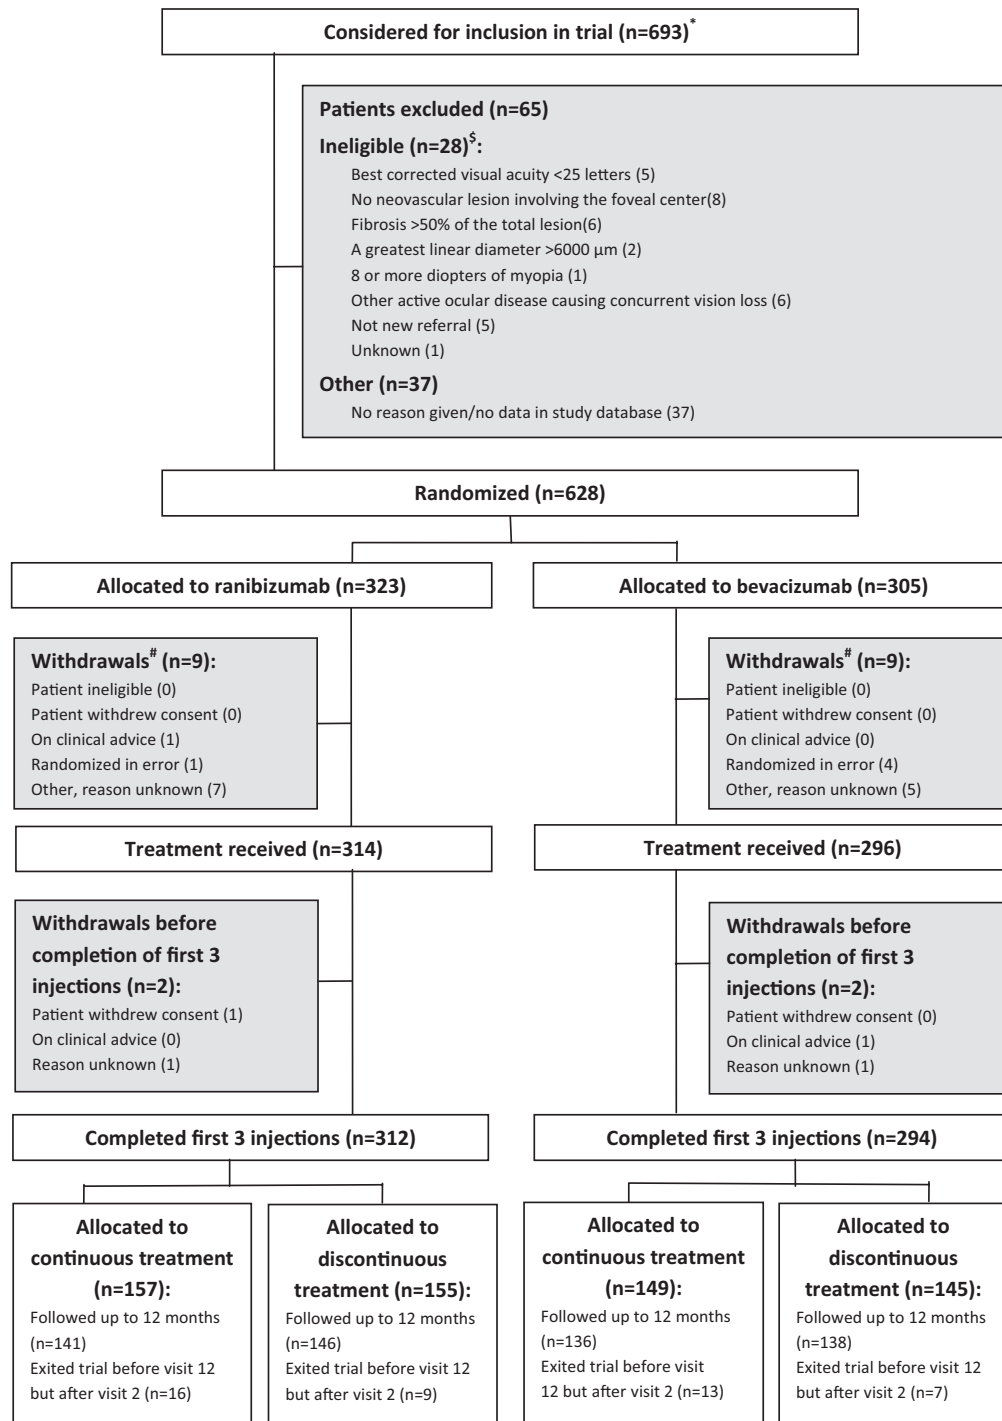 Considered for inclusion in trial (n=693)*
Patients excluded (n=65)
Ineligible (n=28)$:
Best corrected visual acuity <25 letters (5)
No neovascular lesion involving the foveal center(8)
Fibrosis >50% of the total lesion(6)
A greatest linear diameter >6000 µm (2)
8 or more diopters of myopia (1)
Other active ocular disease causing concurrent vision loss (6)
Not new referral (5)
Unknown (1)
Other (n=37)
No reason given/no data in study database (37)
Randomized (n=628)
Allocated to ranibizumab (n=323)
Withdrawals# (n=9):
Patient ineligible (0)
Patient withdrew consent (0)
On clinical advice (1)
Randomized in error (1)
Other, reason unknown (7)
Treatment received (n=314)
Withdrawals before
completion of first 3
injections (n=2):
Patient withdrew consent (1)
On clinical advice (0)
Reason unknown (1)
Completed first 3 injections (n=312)
Allocated to
continuous treatment
(n=157):
Followed up to 12 months
(n=141)
Exited trial before visit 12
but after visit 2 (n=16)
Allocated to
discontinuous
treatment (n=155):
Followed up to 12 months
(n=146)
Exited trial before visit 12
but after visit 2 (n=9)
Allocated to bevacizumab (n=305)
Withdrawals# (n=9):
Patient ineligible (0)
Patient withdrew consent (0)
On clinical advice (0)
Randomized in error (4)
Other, reason unknown (5)
Treatment received (n=296)
Withdrawals before
completion of first 3
injections (n=2):
Patient withdrew consent (0)
On clinical advice (1)
Reason unknown (1)
Completed first 3 injections (n=294)
Allocated to
continuous treatment
(n=149):
Followed up to 12 months
(n=136)
Exited trial before visit
12 but after visit 2 (n=13)
Allocated to
discontinuous
treatment (n=145):
Followed up to 12 months
(n=138)
Exited trial before visit 12
but after visit 2 (n=7)